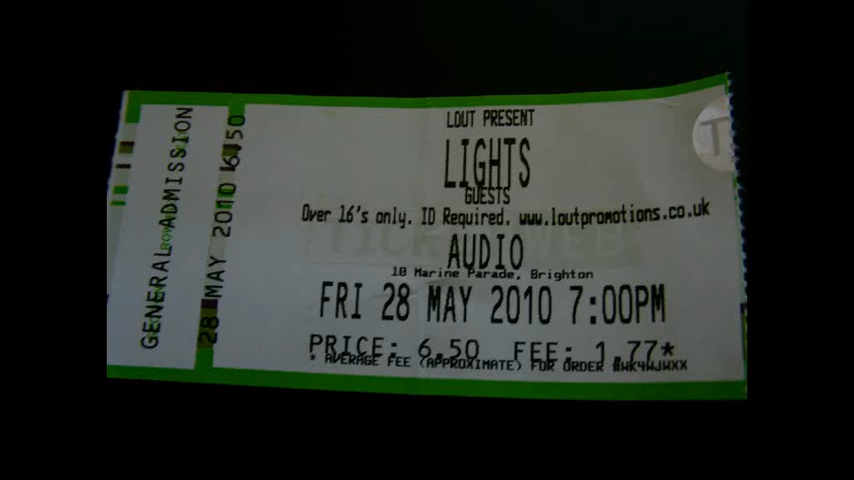 GENERAL ADMISSION
28 MAY 2010 6.50
LOUT PRESENT
LIGHTS
GUESTS
Over 16's only. ID Required. www.loutpromotions.co.uk
AUDIO
10 Marine Parade, Brighton
FRI 28 MAY 2010 7:00PM
PRICE: 6.50 FEE: 1.77*
* AVERAGE FEE (APPROXIMATE) FOR ORDER #WK4WJWXX